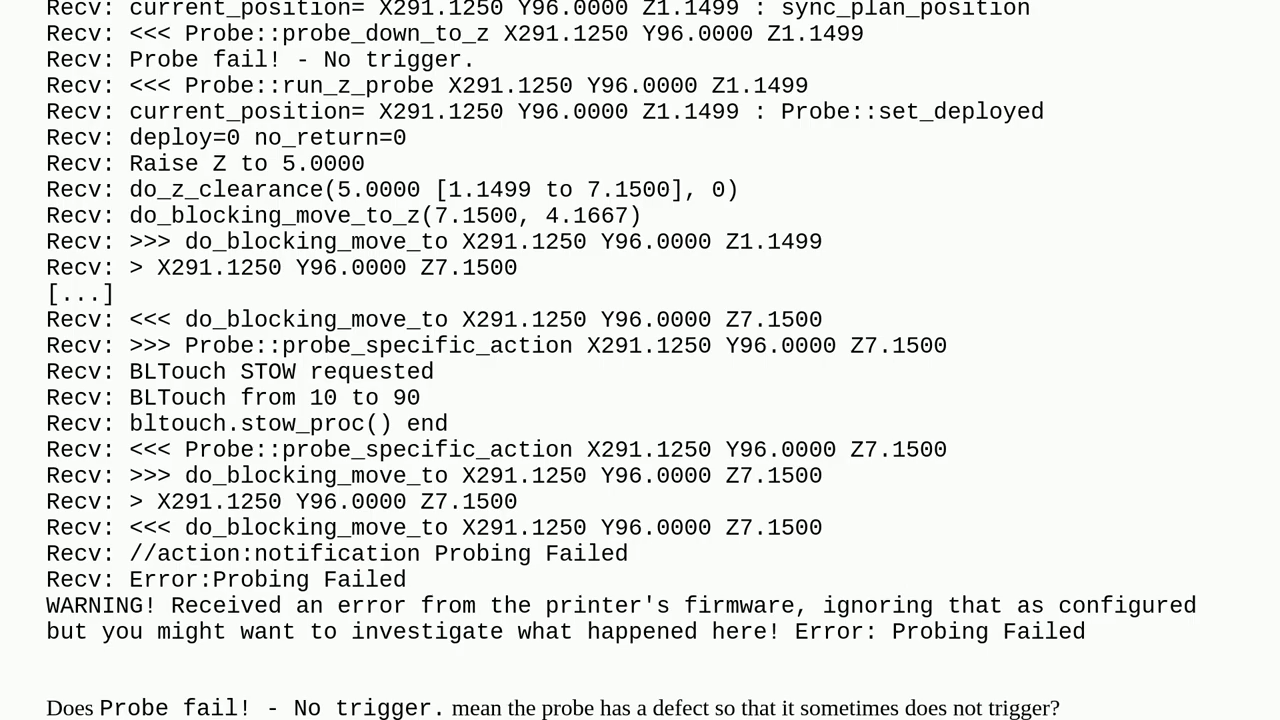 Recv: current_position= X291.1250 Y96.0000 Z1.1499 : sync_plan_position
Recv: <<< Probe::probe_down_to_z X291.1250 Y96.0000 Z1.1499
Recv: Probe fail! - No trigger.
Recv: <<< Probe::run_z_probe X291.1250 Y96.0000 Z1.1499
Recv: current_position= X291.1250 Y96.0000 Z1.1499 : Probe::set_deployed
Recv: deploy=0 no_return=0
Recv: Raise Z to 5.0000
Recv: do_z_clearance(5.0000 [1.1499 to 7.1500], 0)
Recv: do_blocking_move_to_z(7.1500, 4.1667)
Recv: >>> do_blocking_move_to X291.1250 Y96.0000 Z1.1499
Recv: > X291.1250 Y96.0000 Z7.1500
[...]
Recv: <<< do_blocking_move_to X291.1250 Y96.0000 Z7.1500
Recv: >>> Probe::probe_specific_action X291.1250 Y96.0000 Z7.1500
Recv: BLTouch STOW requested
Recv: BLTouch from 10 to 90
Recv: bltouch.stow_proc() end
Recv: <<< Probe::probe_specific_action X291.1250 Y96.0000 Z7.1500
Recv: >>> do_blocking_move_to X291.1250 Y96.0000 Z7.1500
Recv: > X291.1250 Y96.0000 Z7.1500
Recv: <<< do_blocking_move_to X291.1250 Y96.0000 Z7.1500
Recv: //action:notification Probing Failed
Recv: Error:Probing Failed
WARNING! Received an error from the printer's firmware, ignoring that as configured
but you might want to investigate what happened here! Error: Probing Failed
Does Probe fail! - No trigger. mean the probe has a defect so that it sometimes does not trigger?